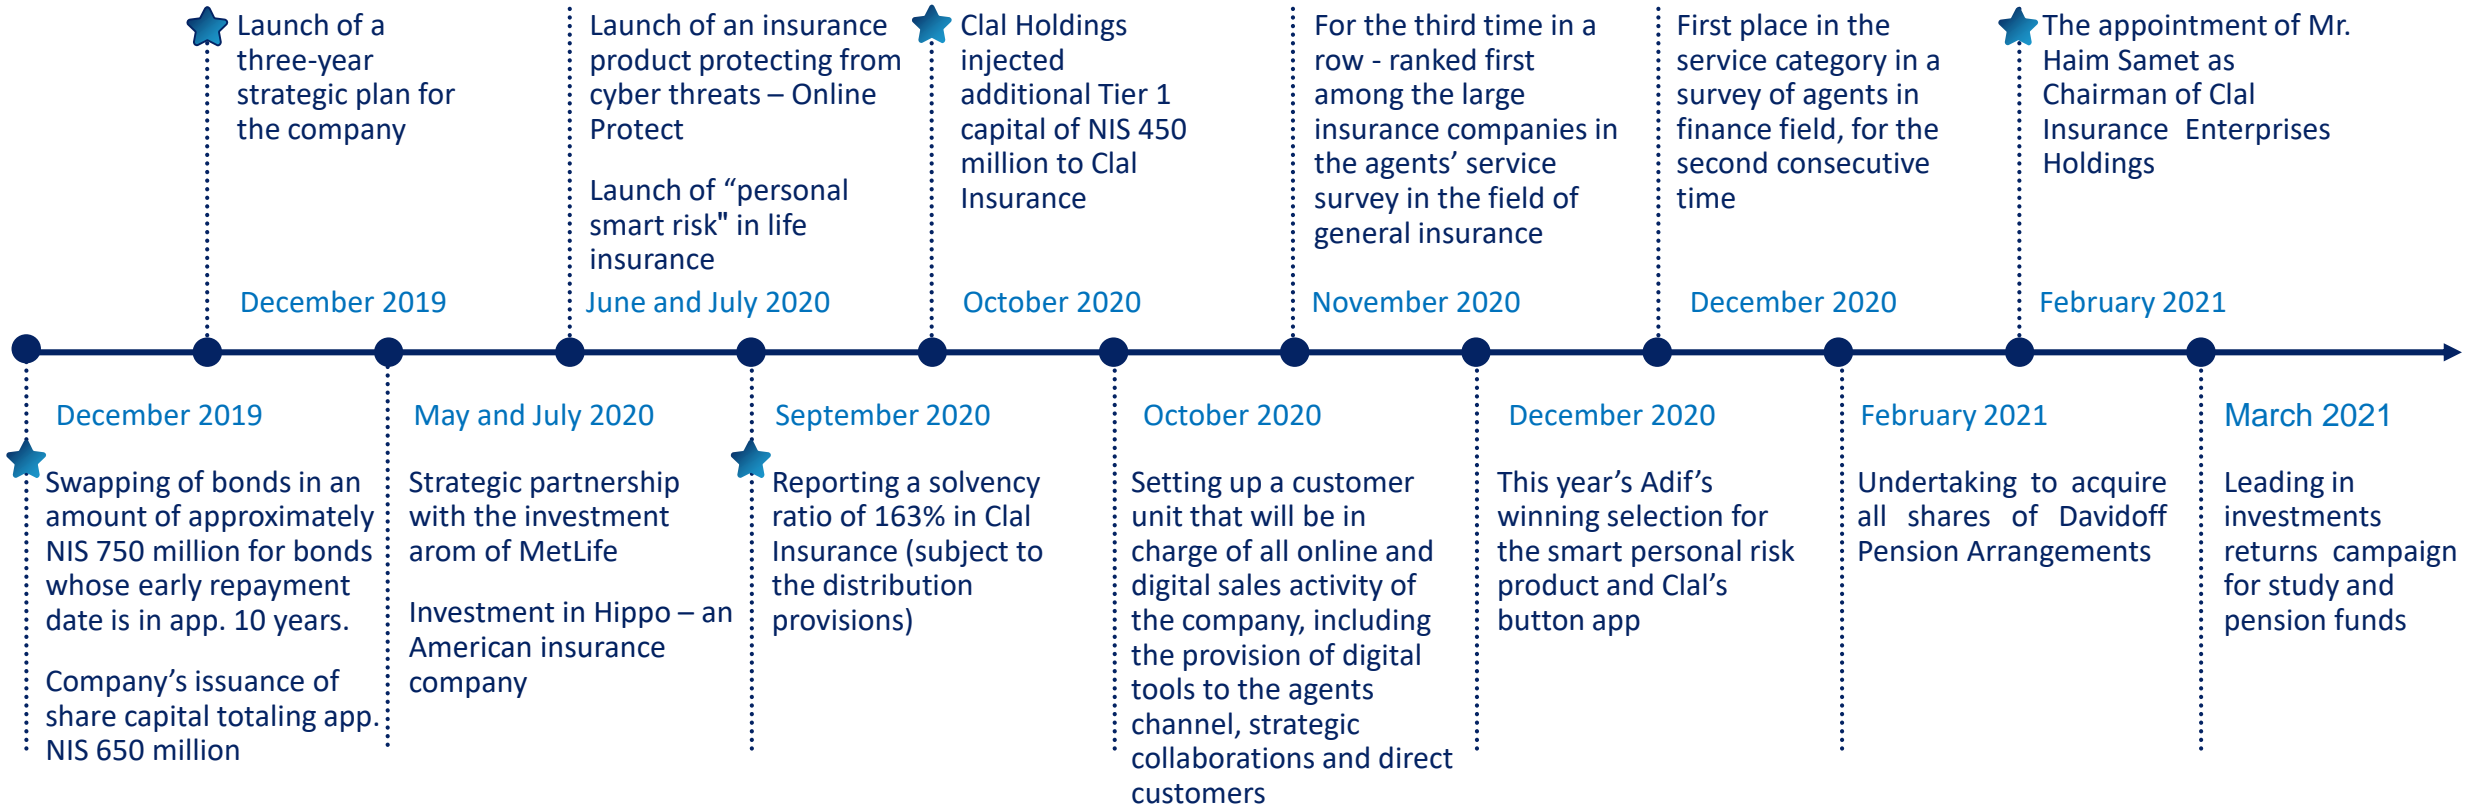 Launch of a
three-year
strategic plan for
the company
December 2019
Launch of an insurance
product protecting from
cyber threats – Online
Protect
Launch of “personal
smart risk" in life
insurance
June and July 2020
Clal Holdings
injected
additional Tier 1
capital of NIS 450
million to Clal
Insurance
October 2020
For the third time in a
row - ranked first
among the large
insurance companies in
the agents’ service
survey in the field of
general insurance
November 2020
First place in the
service category in a
survey of agents in
finance field, for the
second consecutive
time
December 2020
The appointment of Mr.
Haim Samet as
Chairman of Clal
Insurance Enterprises
Holdings
February 2021
December 2019
Swapping of bonds in an
amount of approximately
NIS 750 million for bonds
whose early repayment
date is in app. 10 years.
Company’s issuance of
share capital totaling app.
NIS 650 million
May and July 2020
Strategic partnership
with the investment
arom of MetLife
Investment in Hippo – an
American insurance
company
September 2020
Reporting a solvency
ratio of 163% in Clal
Insurance (subject to
the distribution
provisions)
October 2020
Setting up a customer
unit that will be in
charge of all online and
digital sales activity of
the company, including
the provision of digital
tools to the agents
channel, strategic
collaborations and direct
customers
December 2020
This year’s Adif’s
winning selection for
the smart personal risk
product and Clal’s
button app
February 2021
Undertaking to acquire
all shares of Davidoff
Pension Arrangements
March 2021
Leading in
investments
returns campaign
for study and
pension funds